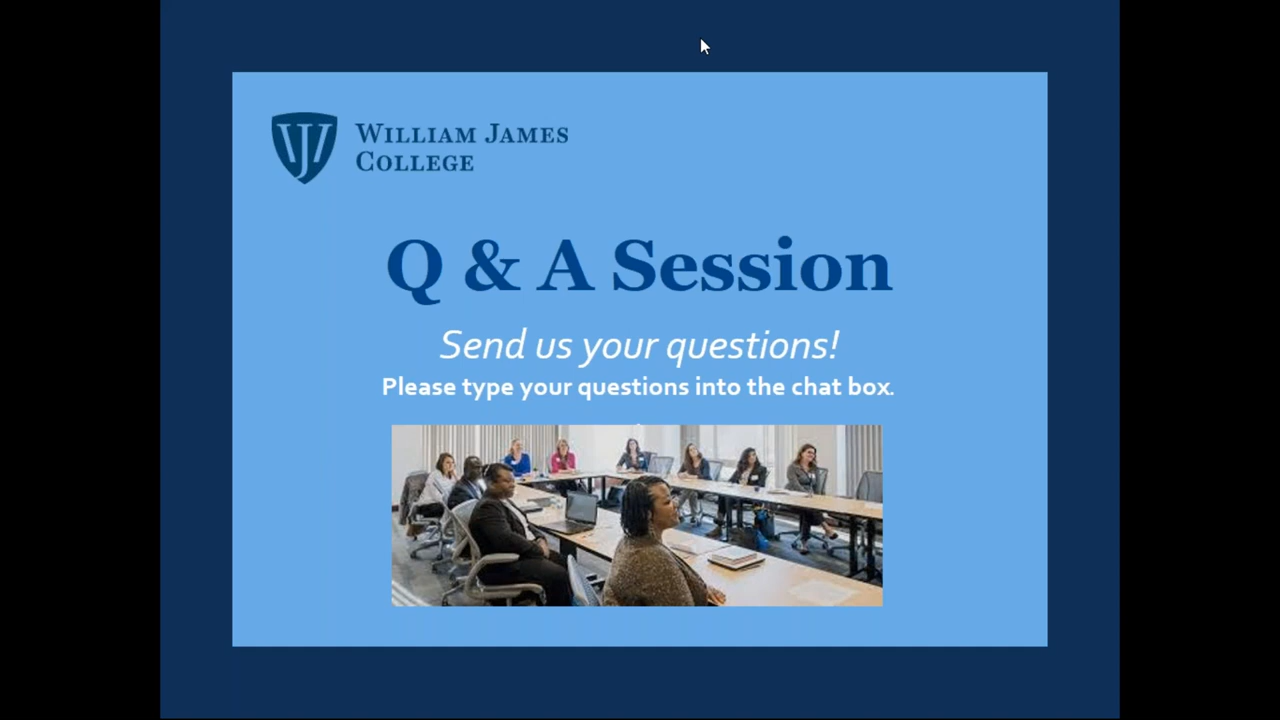 WILLIAM JAMES
COLLEGE
Q & A Session
Send us your questions!
Please type your questions into the chat box.